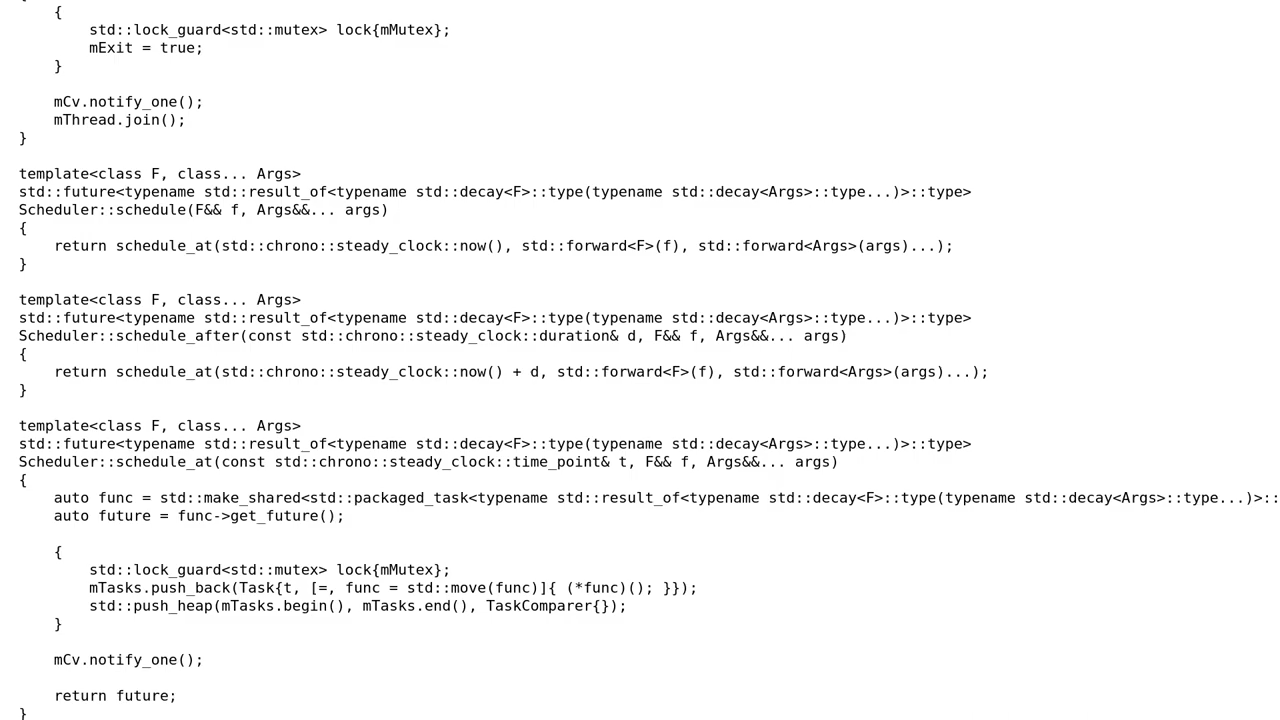 {
    {
        std::lock_guard<std::mutex> lock{mMutex};
        mExit = true;
    }

    mCv.notify_one();
    mThread.join();
}

template<class F, class... Args>
std::future<typename std::result_of<typename std::decay<F>::type(typename std::decay<Args>::type...)>::type>
Scheduler::schedule(F&& f, Args&&... args)
{
    return schedule_at(std::chrono::steady_clock::now(), std::forward<F>(f), std::forward<Args>(args)...);
}

template<class F, class... Args>
std::future<typename std::result_of<typename std::decay<F>::type(typename std::decay<Args>::type...)>::type>
Scheduler::schedule_after(const std::chrono::steady_clock::duration& d, F&& f, Args&&... args)
{
    return schedule_at(std::chrono::steady_clock::now() + d, std::forward<F>(f), std::forward<Args>(args)...);
}

template<class F, class... Args>
std::future<typename std::result_of<typename std::decay<F>::type(typename std::decay<Args>::type...)>::type>
Scheduler::schedule_at(const std::chrono::steady_clock::time_point& t, F&& f, Args&&... args)
{
    auto func = std::make_shared<std::packaged_task<typename std::result_of<typename std::decay<F>::type(typename std::decay<Args>::type...)>::
    auto future = func->get_future();

    {
        std::lock_guard<std::mutex> lock{mMutex};
        mTasks.push_back(Task{t, [=, func = std::move(func)]{ (*func)(); }});
        std::push_heap(mTasks.begin(), mTasks.end(), TaskComparer{});
    }

    mCv.notify_one();

    return future;
}